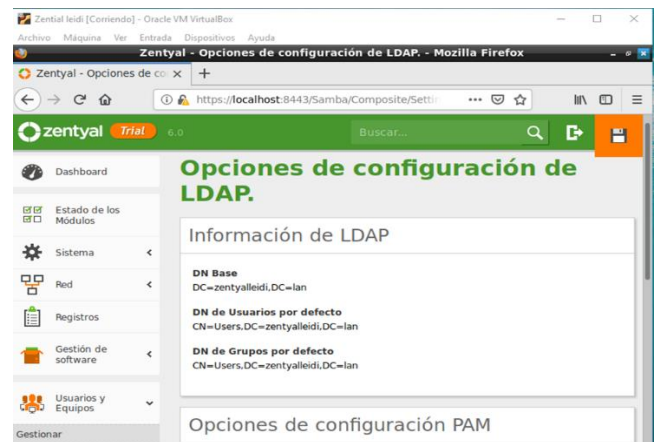 Zential leidi [Corriendo] - Oracle VM VirtualBox
Archivo Máquina Ver Entrada Dispositivos Ayuda
Zentyal - Opciones de configuración de LDAP. - Mozilla Firefox
Zentyal - Opciones de co
https://localhost:8443/Samba/Composite/Settin
zentyal Trial 6.0 Buscar...
Dashboard
Estado de los
Módulos
Sistema
Red
Registros
Gestión de
software
Usuarios y
Equipos
Gestionar
Opciones de configuración de
LDAP.
Información de LDAP
DN Base
DC=zentyalleidi,DC=lan
DN de Usuarios por defecto
CN=Users,DC=zentyalleidi,DC=lan
DN de Grupos por defecto
CN=Users,DC=zentyalleidi,DC=lan
Opciones de configuración PAM